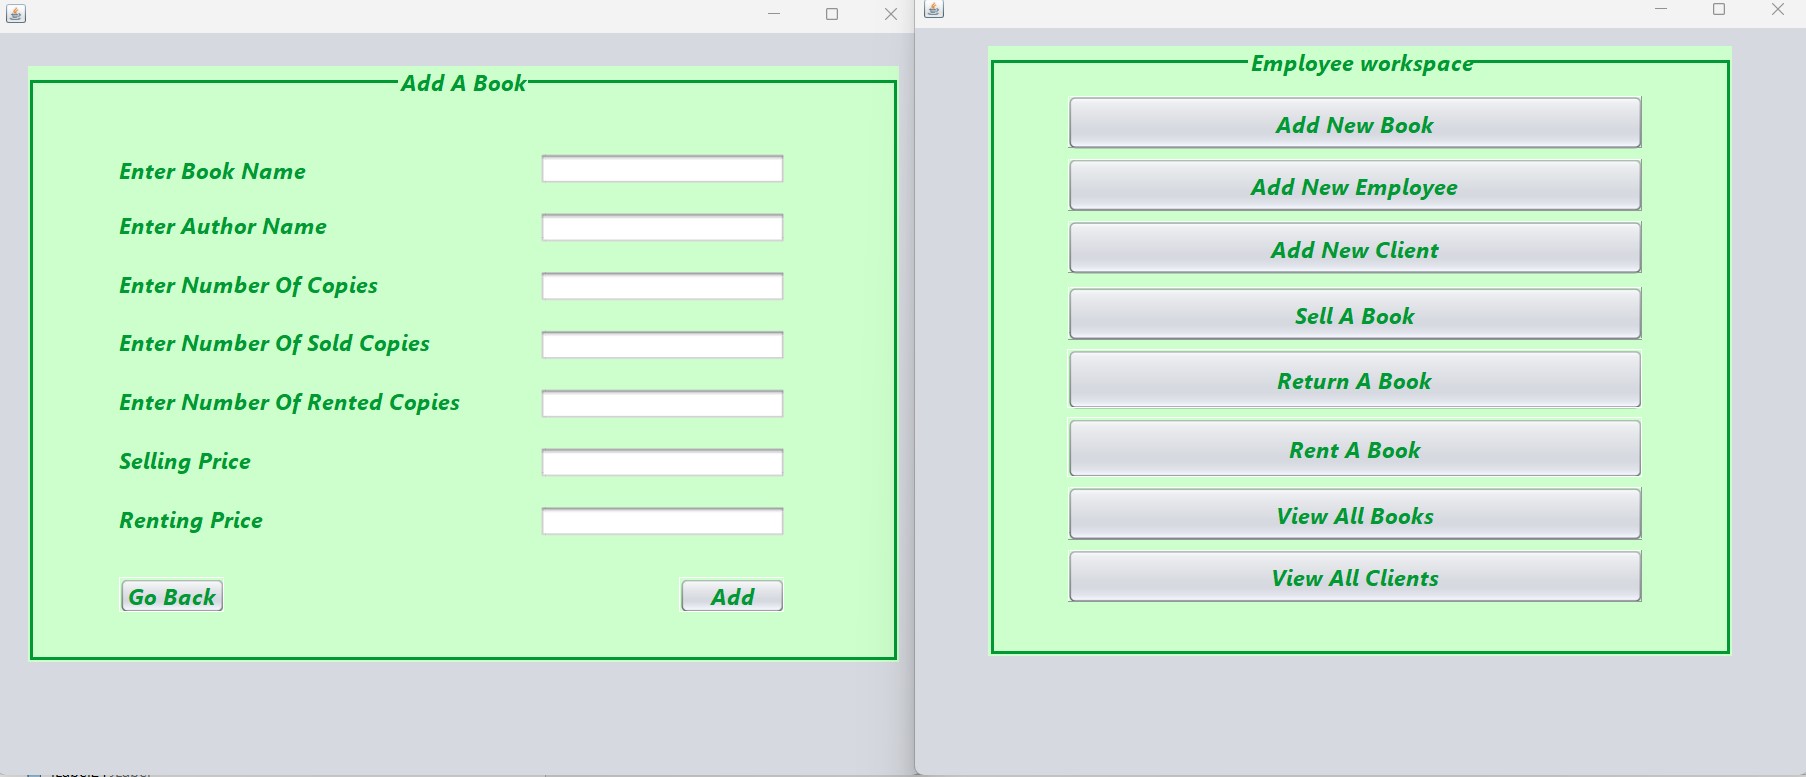 Add A Book
Enter Book Name
Enter Author Name
Enter Number Of Copies
Enter Number Of Sold Copies
Enter Number Of Rented Copies
Selling Price
Renting Price
Go Back
Add
Employee workspace
Add New Book
Add New Employee
Add New Client
Sell A Book
Return A Book
Rent A Book
View All Books
View All Clients